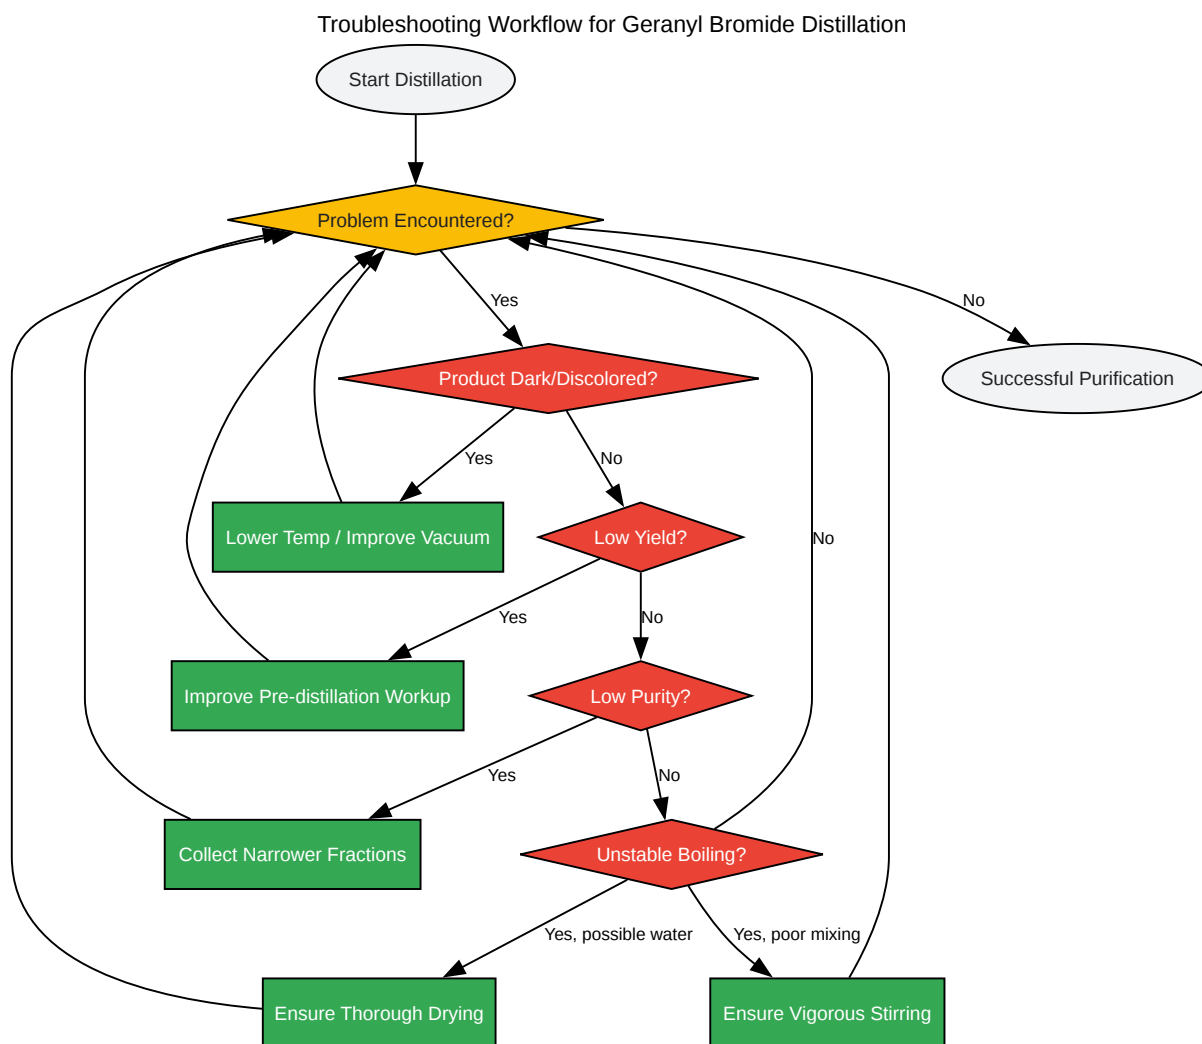 Troubleshooting Workflow for Geranyl Bromide Distillation
Start Distillation
Problem Encountered?
Yes
No
Product Dark/Discolored?
Successful Purification
Yes
No
Lower Temp / Improve Vacuum
Low Yield?
No
Yes
No
Improve Pre-distillation Workup
Low Purity?
Yes
No
Collect Narrower Fractions
Unstable Boiling?
Yes, possible water
Yes, poor mixing
Ensure Thorough Drying
Ensure Vigorous Stirring